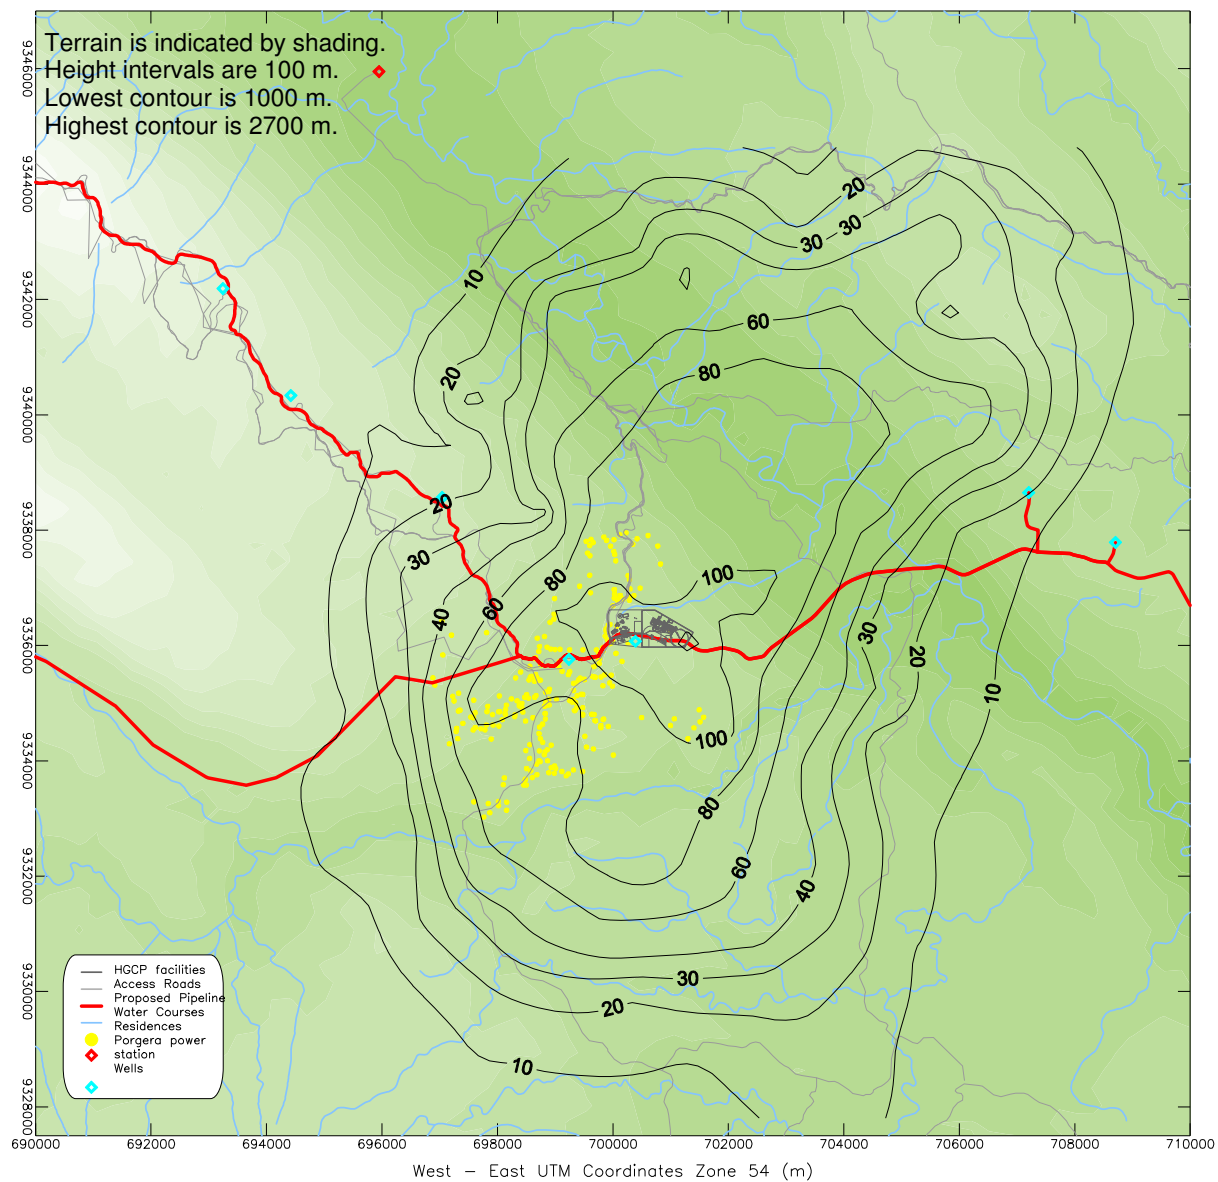 Terrain is indicated by shading.
Height intervals are 100 m.
Lowest contour is 1000 m.
Highest contour is 2700 m.
9346000
9344000
9342000
9340000
9338000
9336000
9334000
9332000
9330000
9328000
20
30
30
10
60
20
80
20
30
80
100
40
60
30
20
10
100
80
60
40
30
20
10
HGCP facilities
Access Roads
Proposed Pipeline
Water Courses
Residences
Porgera power
station
Wells
690000 692000 694000 696000 698000 700000 702000 704000 706000 708000 710000
West – East UTM Coordinates Zone 54 (m)